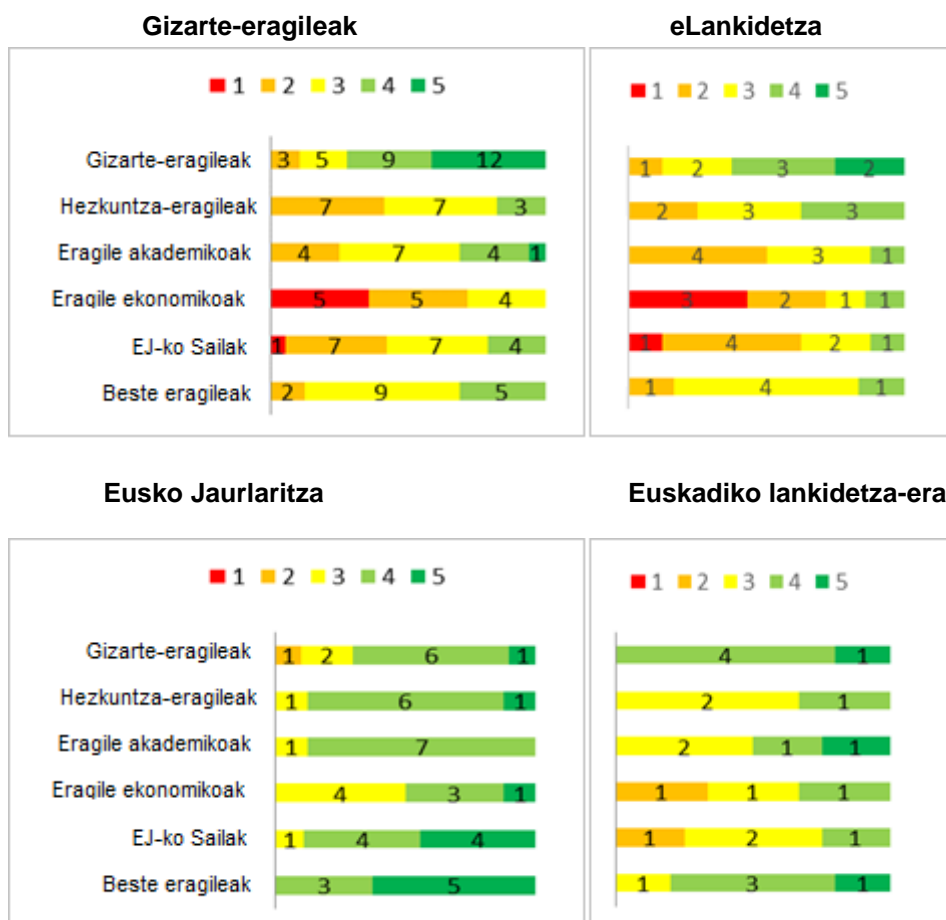 Gizarte-eragileak eLankidetza
1 2 3 4 5
1 2 3 4 5
Gizarte-eragileak 3 5 9 12
Hezkuntza-eragileak 7 7 3
Eragile akademikoak 4 7 4 1
Eragile ekonomikoak 5 5 4
EJ-ko Sailak 1 7 7 4
Beste eragileak 2 9 5
1 2 3 2
2 3 3
4 3 1
3 2 1 1
1 4 2 1
1 4 1
Eusko Jaurlaritza Euskadiko lankidetza-era
1 2 3 4 5
1 2 3 4 5
Gizarte-eragileak 1 2 6 1
Hezkuntza-eragileak 1 6 1
Eragile akademikoak 1 7
Eragile ekonomikoak 4 3 1
EJ-ko Sailak 1 4 4
Beste eragileak 3 5
4 1
2 1
2 1 1
1 1 1
1 2 1
1 3 1